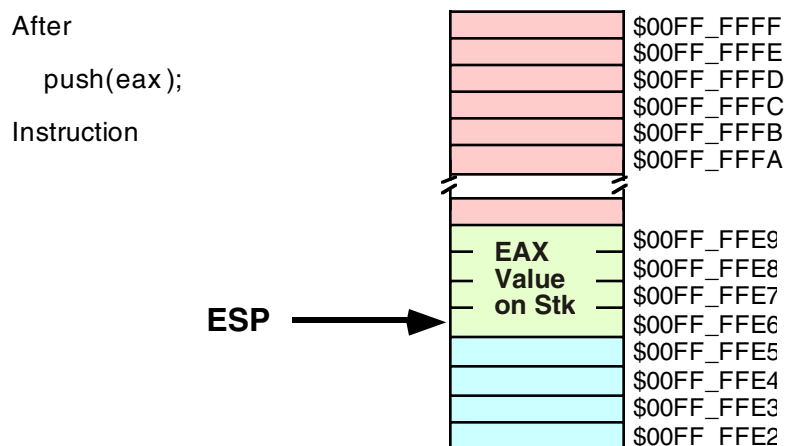 After
push(eax);
Instruction
$00FF_FFFF
$00FF_FFFE
$00FF_FFFD
$00FF_FFFC
$00FF_FFFB
$00FF_FFFA
EAX
Value
on Stk
ESP
$00FF_FFE9
$00FF_FFE8
$00FF_FFE7
$00FF_FFE6
$00FF_FFE5
$00FF_FFE4
$00FF_FFE3
$00FF_FFE2